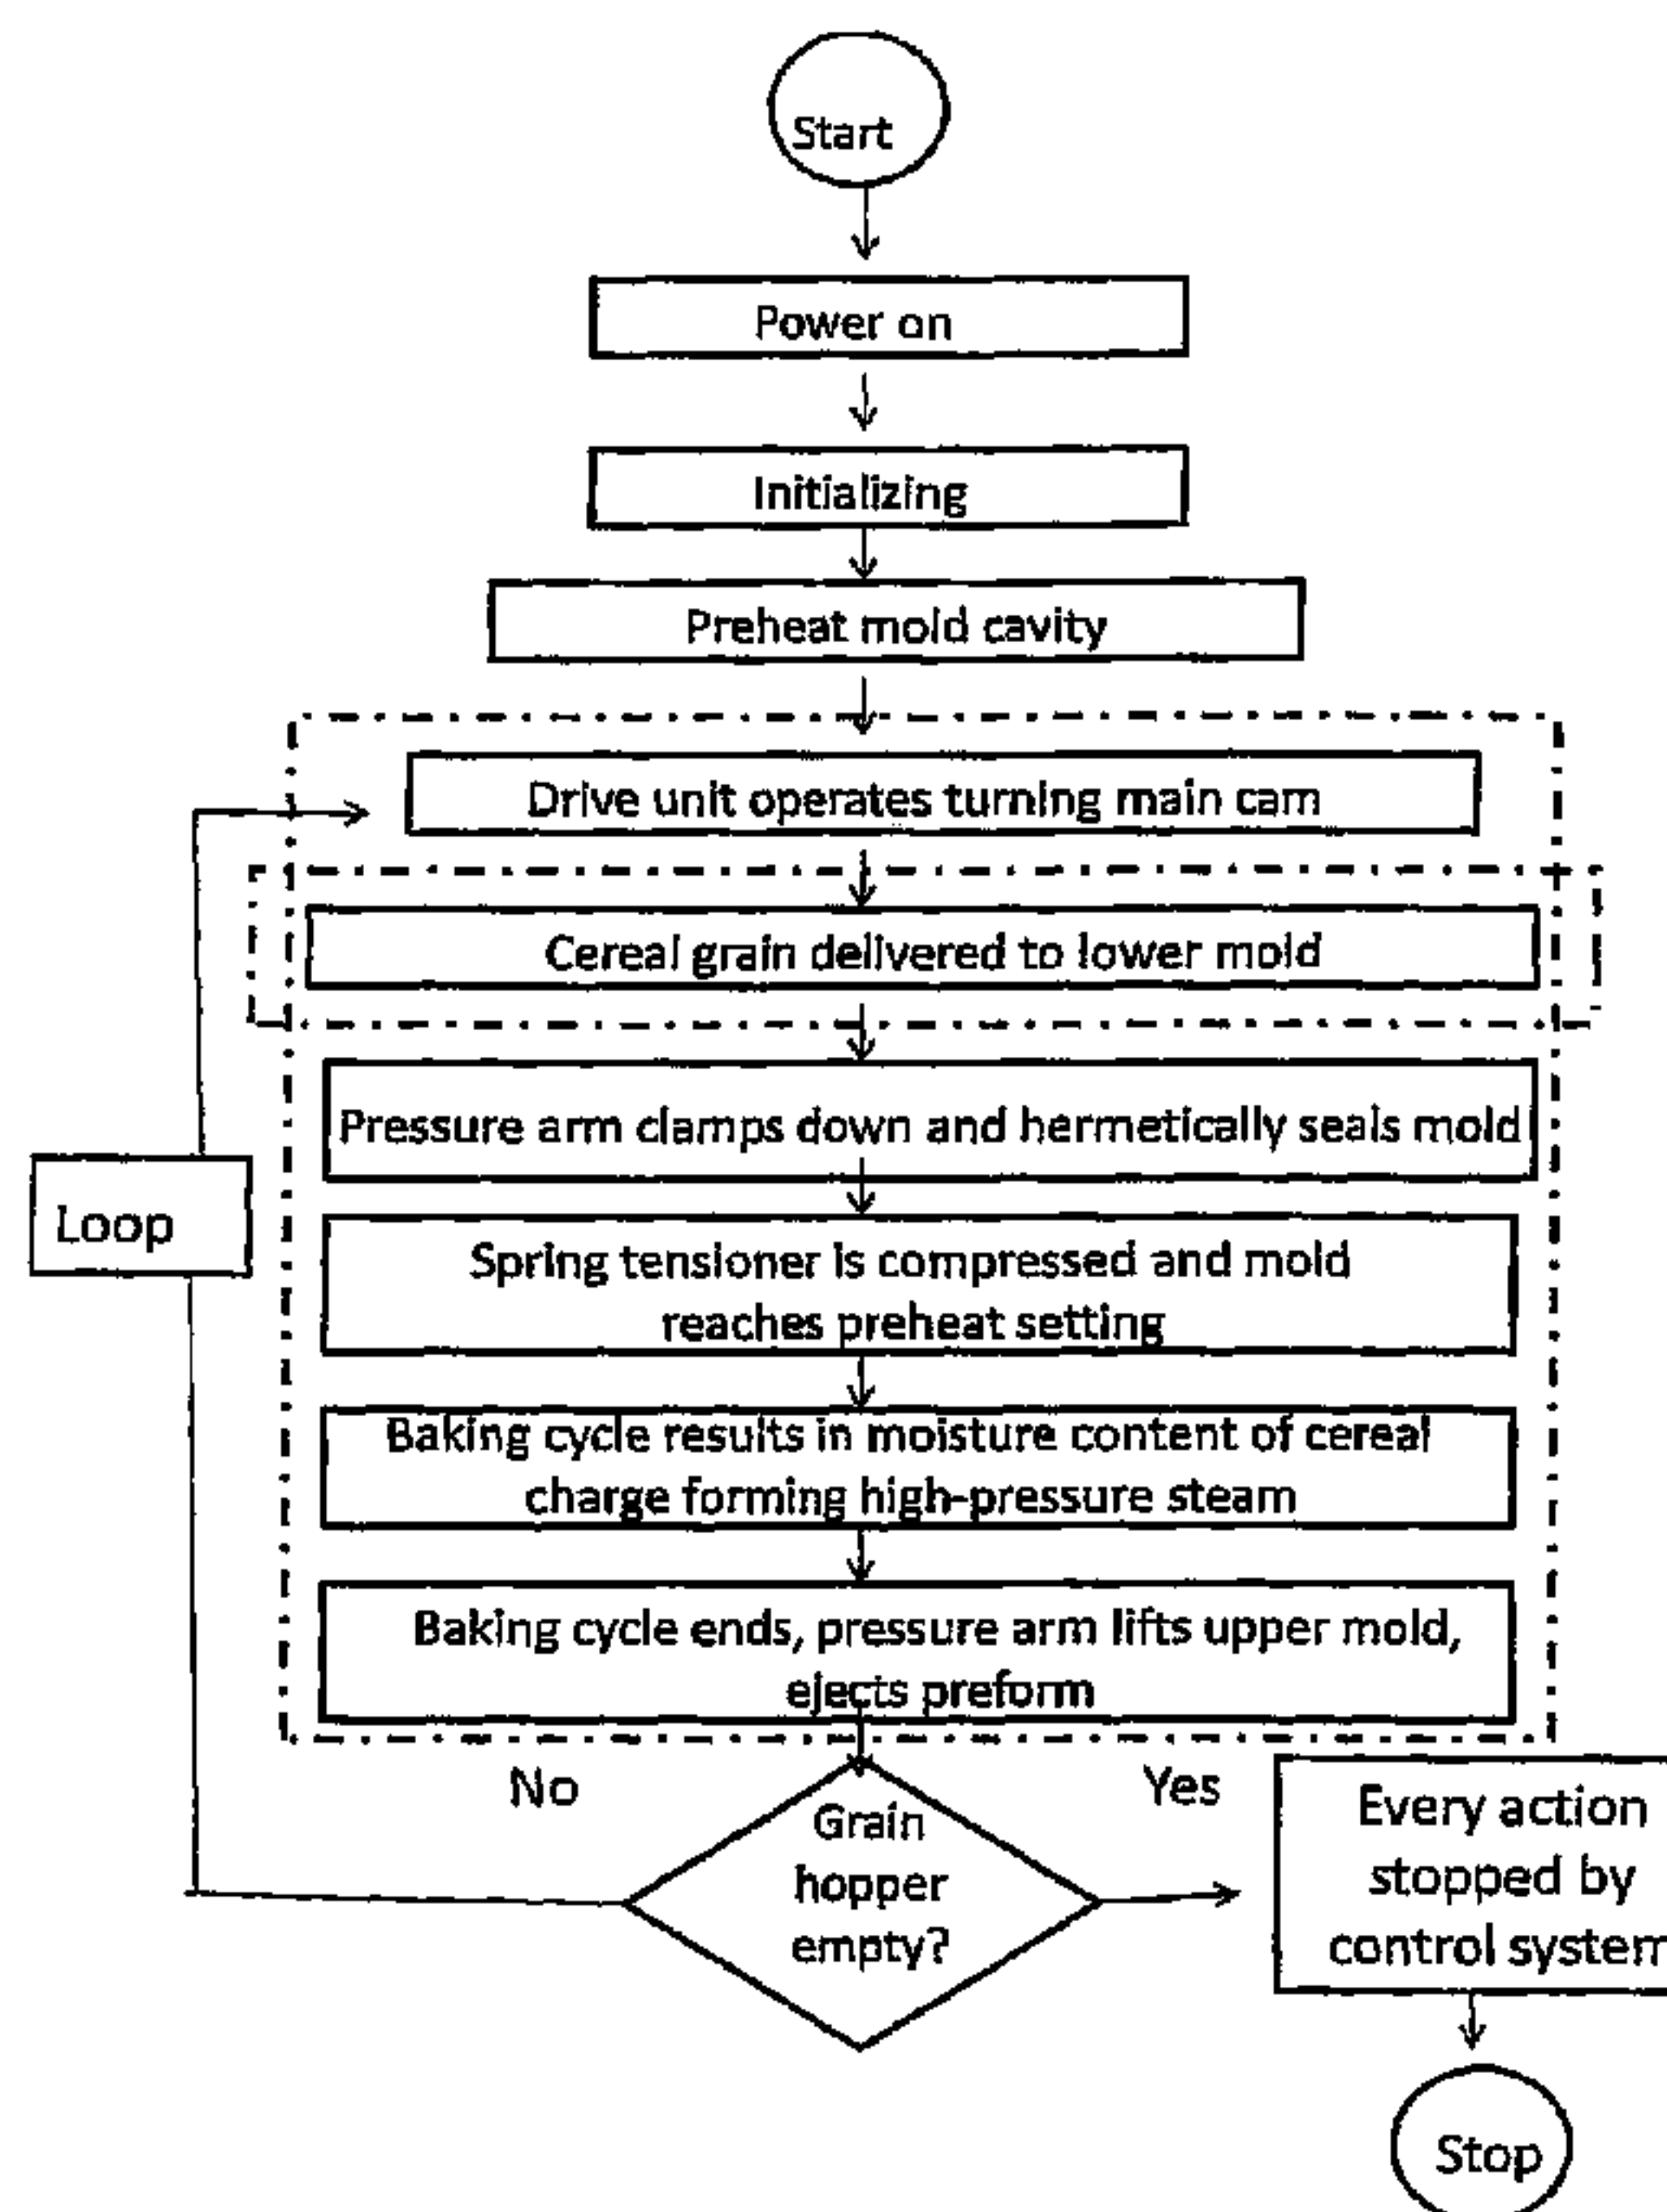 Start
Power on
Initializing
Preheat mold cavity
Drive unit operates turning main cam
Cereal grain delivered to lower mold
Pressure arm clamps down and hermetically seals mold
Loop
Spring tensioner is compressed and mold
reaches preheat setting
Baking cycle results in moisture content of cereal
charge forming high-pressure steam
Baking cycle ends, pressure arm lifts upper mold,
ejects preform
No
Yes
Grain
hopper
empty?
Every action
stopped by
control system
Stop